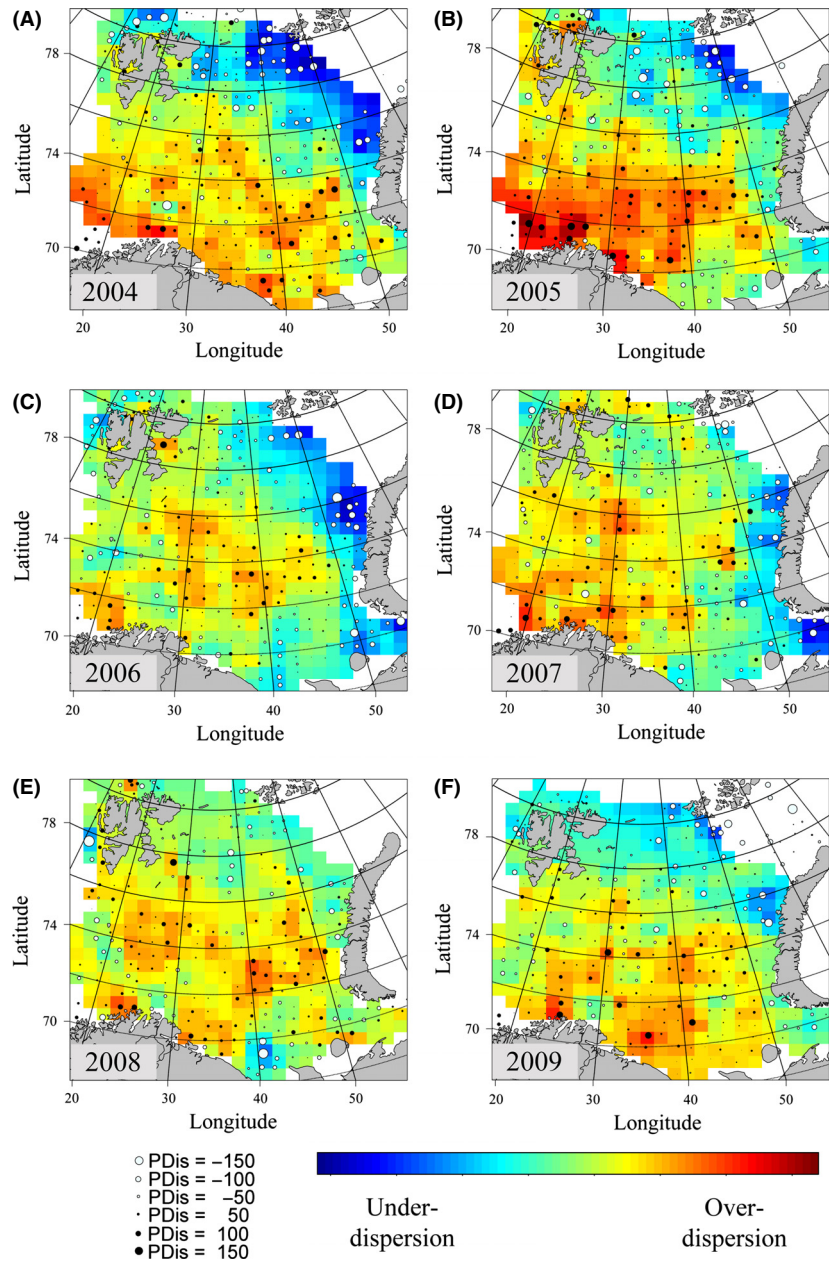 (A)
78
74
70
Latitude
2004
20
30
40
50
Longitude
(B)
78
74
70
Latitude
2005
20
30
40
50
Longitude
(C)
78
74
70
Latitude
2006
20
30
40
50
Longitude
(D)
78
74
70
Latitude
2007
20
30
40
50
Longitude
(E)
78
74
70
Latitude
2008
20
30
40
50
Longitude
(F)
78
74
70
Latitude
2009
20
30
40
50
Longitude
PDis = −150
PDis = −100
PDis = −50
PDis = 50
PDis = 100
PDis = 150
Under-
dispersion
Over-
dispersion